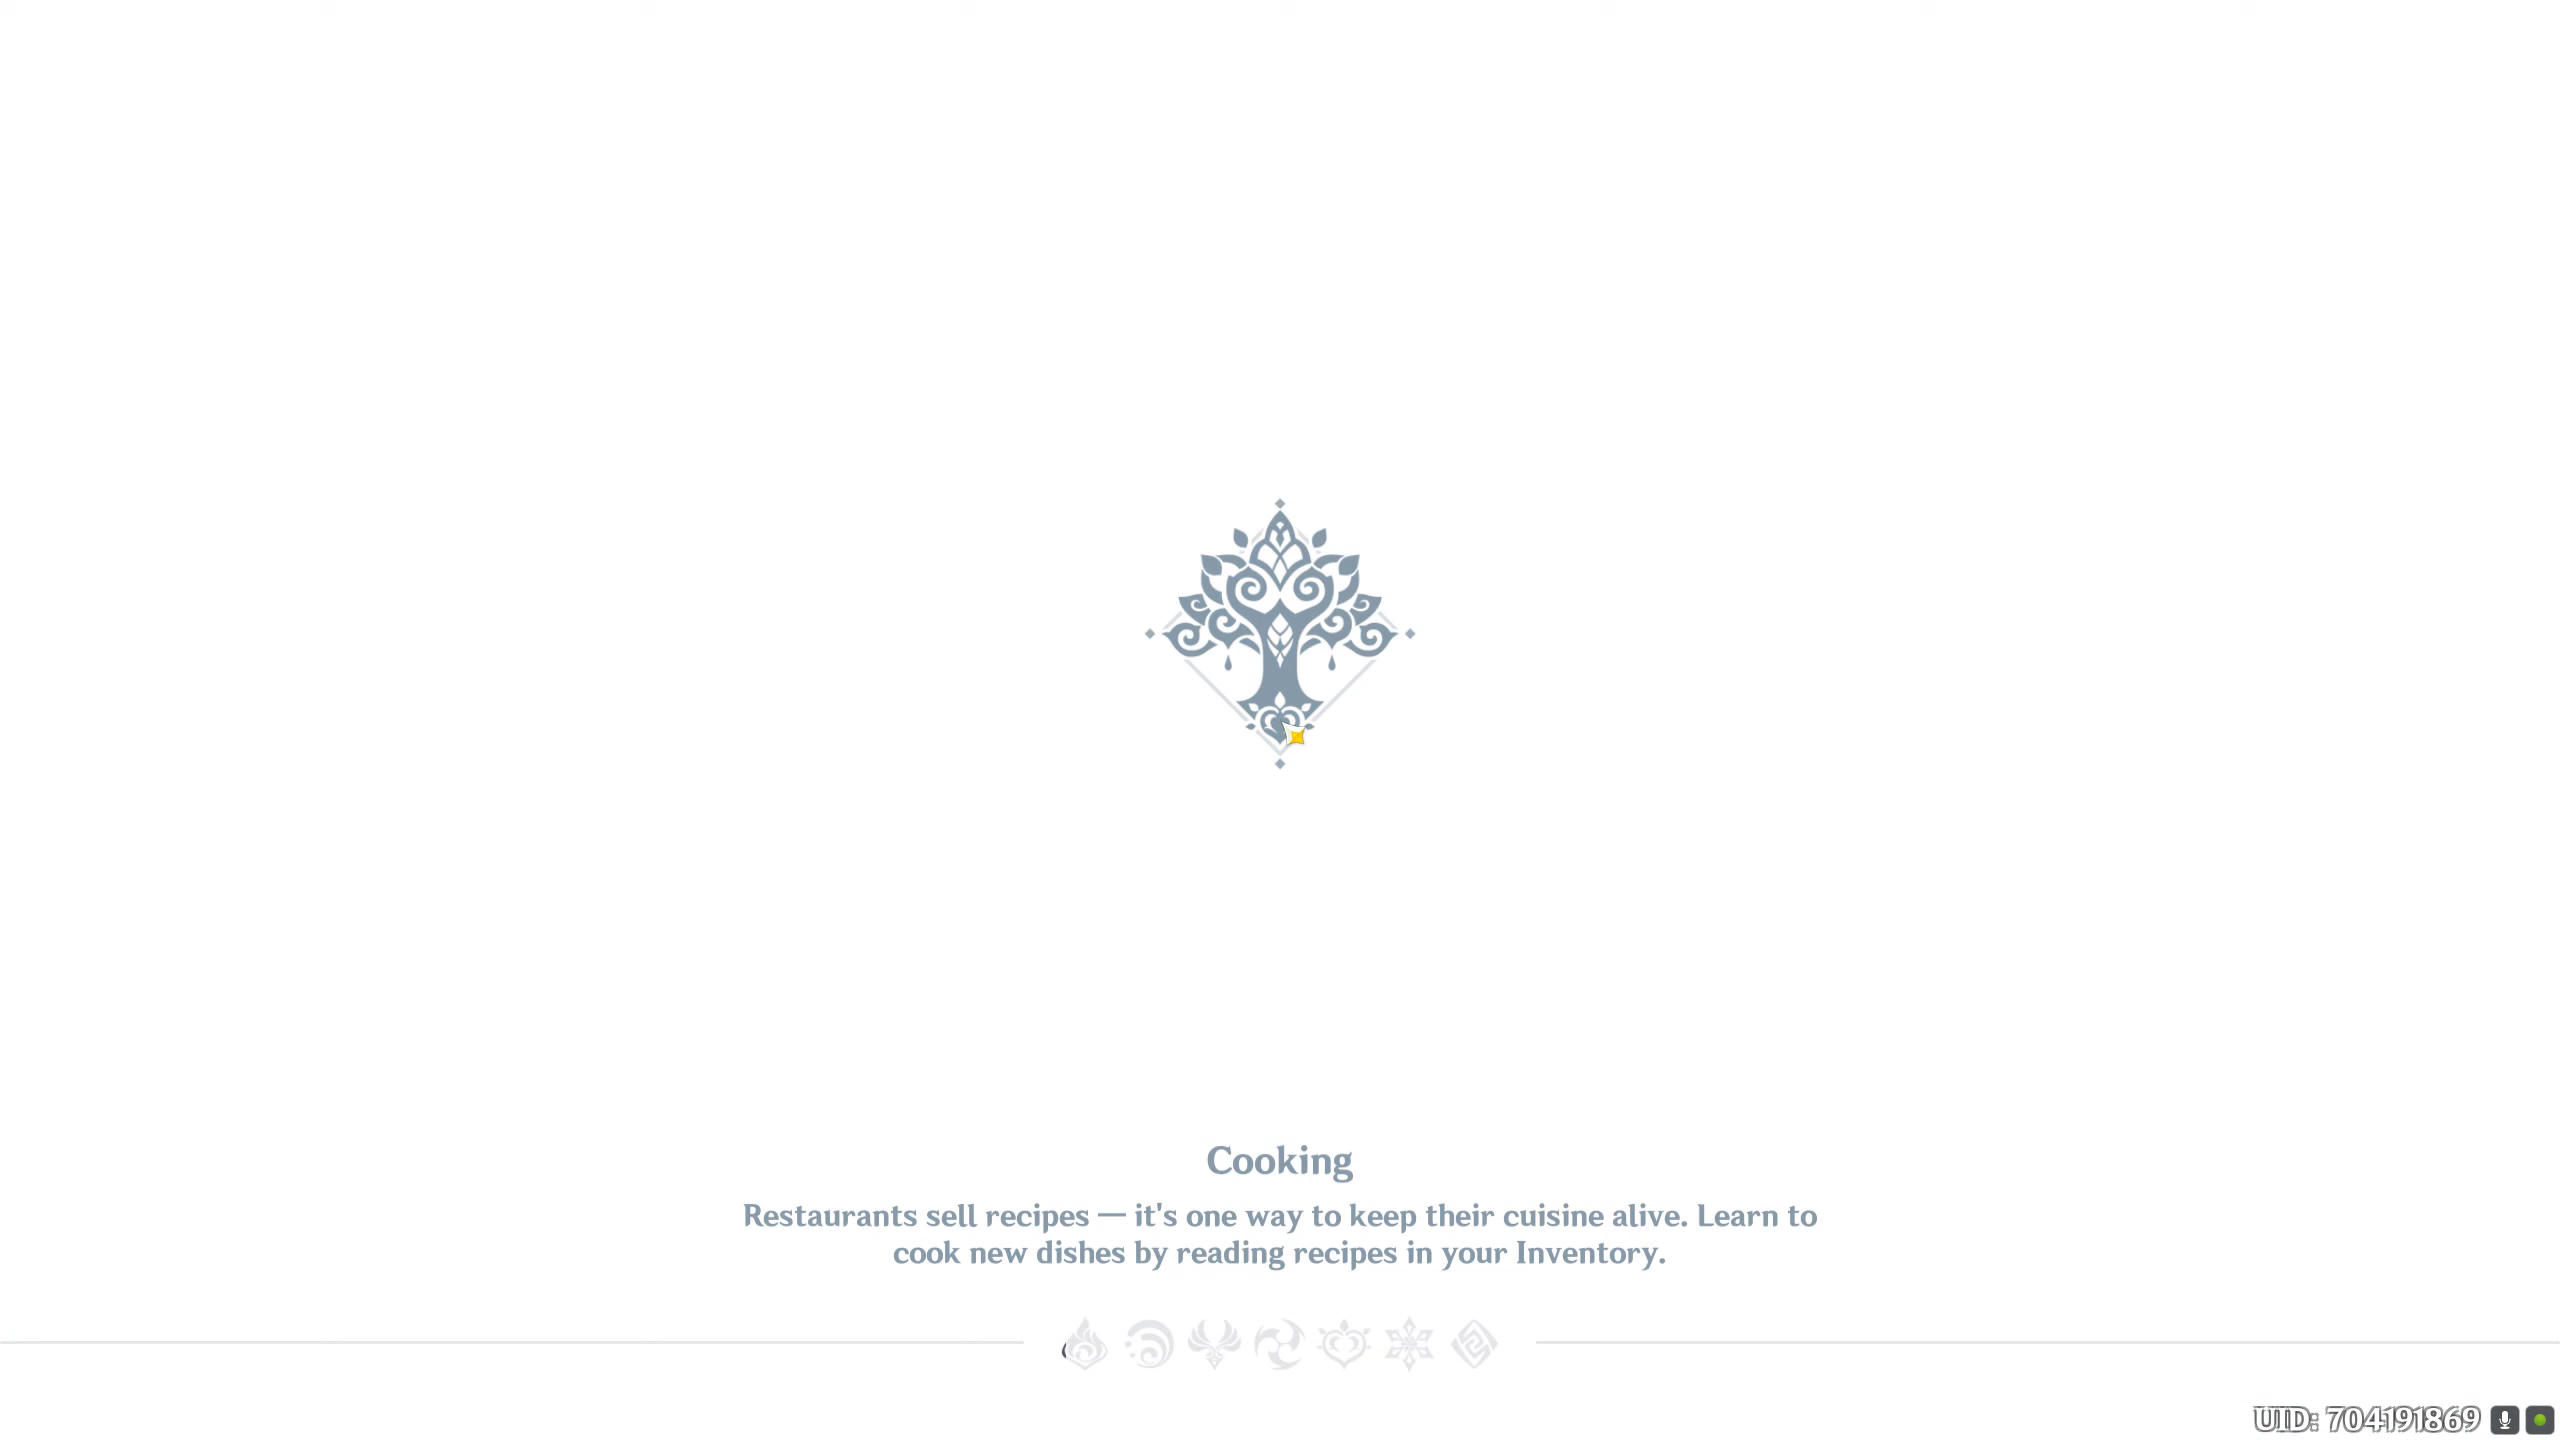 Cooking
Restaurants sell recipes — it's one way to keep their cuisine alive. Learn to
cook new dishes by reading recipes in your Inventory.
UID: 704191869